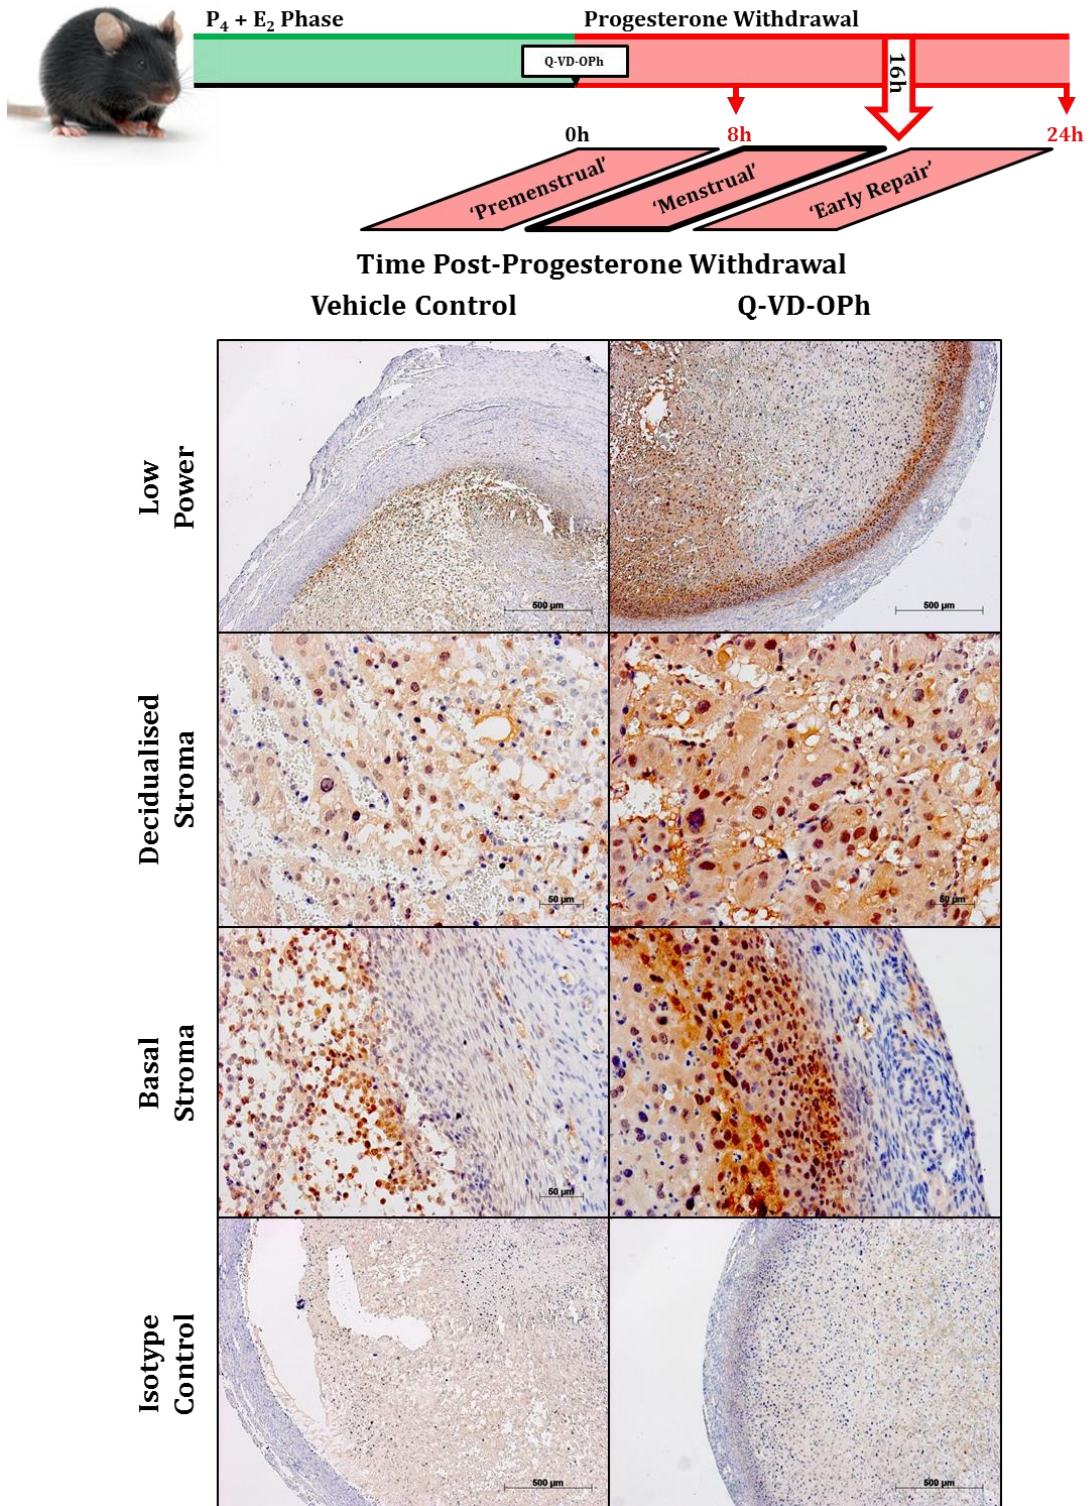 P₄ + E₂ Phase
Progesterone Withdrawal
Q-VD-OPh
16h
0h
8h
24h
'Premenstrual'
'Menstrual'
'Early Repair'
Time Post-Progesterone Withdrawal
Vehicle Control
Q-VD-OPh
Low
Power
500 µm
500 µm
Decidualised
Stroma
50 µm
50 µm
Basal
Stroma
50 µm
Isotype
Control
500 µm
500 µm